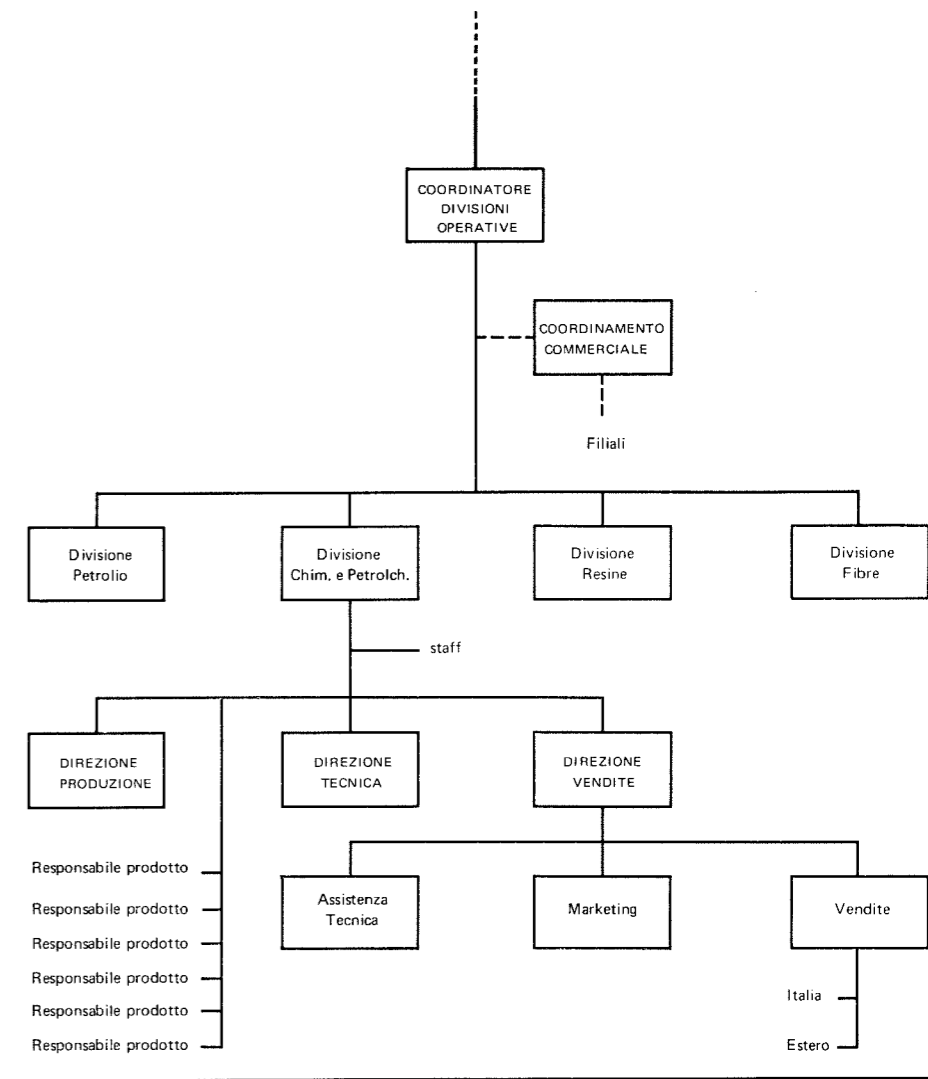 COORDINATORE
DIVISIONI
OPERATIVE
COORDINAMENTO
COMMERCIALE
Filiali
Divisione
Petrolio
Divisione
Chim. e Petrolch.
Divisione
Resine
Divisione
Fibre
staff
DIREZIONE
PRODUZIONE
DIREZIONE
TECNICA
DIREZIONE
VENDITE
Responsabile prodotto
Responsabile prodotto
Responsabile prodotto
Responsabile prodotto
Responsabile prodotto
Responsabile prodotto
Assistenza
Tecnica
Marketing
Vendite
Italia
Estero